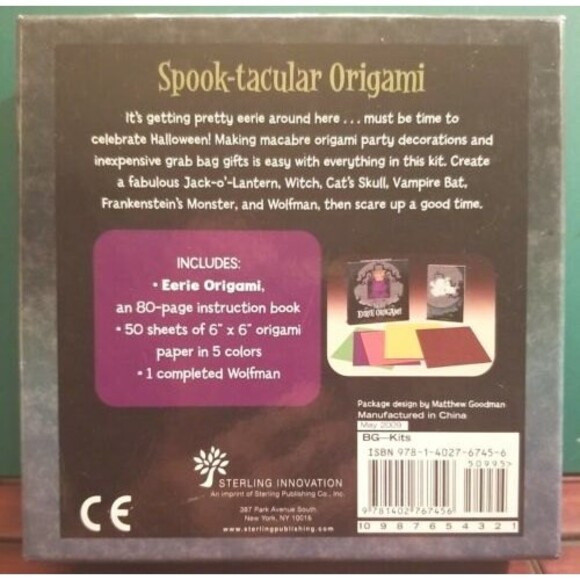 Spook-tacular Origami
It's getting pretty eerie around here . . . must be time to
celebrate Halloween! Making macabre origami party decorations and
inexpensive grab bag gifts is easy with everything in this kit. Create
a fabulous Jack-o'-Lantern, Witch, Cat's Skull, Vampire Bat,
Frankenstein's Monster, and Wolfman, then scare up a good time.
INCLUDES:
• Eerie Origami,
an 80-page instruction book
• 50 sheets of 6" x 6" origami
paper in 5 colors
• 1 completed Wolfman
EERIE ORIGAMI
Package design by Matthew Goodman
Manufactured in China
May 2009
BG—Kits
ISBN 978-1-4027-6745-6
50995>
9 781402 767456
10 9 8 7 6 5 4 3 2 1
STERLING INNOVATION
An imprint of Sterling Publishing Co., Inc.
387 Park Avenue South
New York, NY 10016
www.sterlingpublishing.com
CE